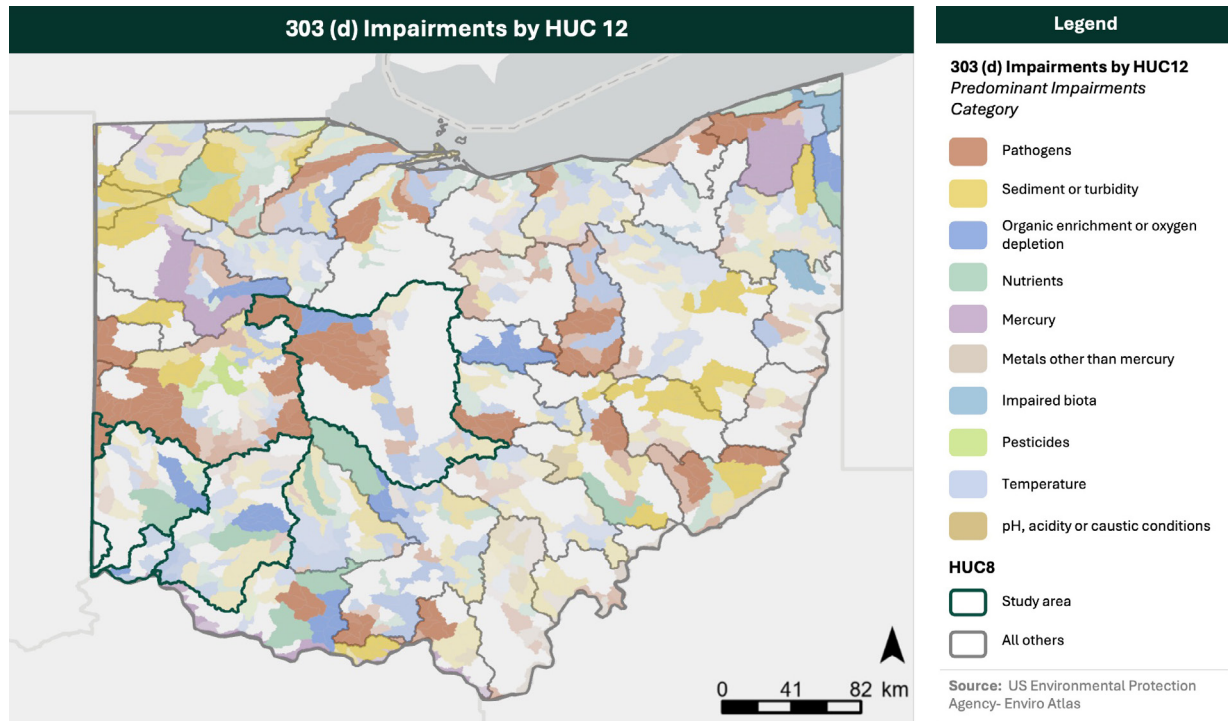 303 (d) Impairments by HUC 12
0 41 82 km
Legend
303 (d) Impairments by HUC12
Predominant Impairments
Category
Pathogens
Sediment or turbidity
Organic enrichment or oxygen
depletion
Nutrients
Mercury
Metals other than mercury
Impaired biota
Pesticides
Temperature
pH, acidity or caustic conditions
HUC8
Study area
All others
Source: US Environmental Protection
Agency- Enviro Atlas